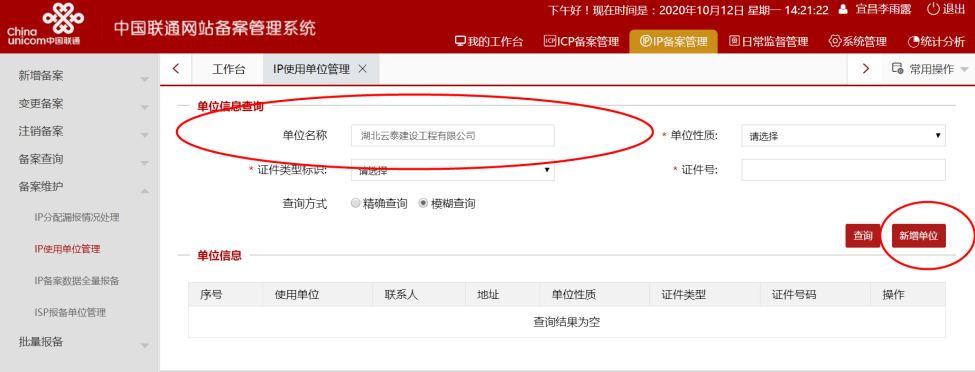 下午好！现在时间是：2020年10月12日 星期一 14:21:22 宜昌李雨露 退出
China unicom中国联通
中国联通网站备案管理系统
我的工作台 ICP ICP备案管理 IP备案管理 日常监督管理 系统管理 统计分析
新增备案
变更备案
注销备案
备案查询
备案维护
IP分配漏报情况处理
IP使用单位管理
IP备案数据全量报备
ISP报备单位管理
批量报备
< 工作台 IP使用单位管理 × > 常用操作
单位信息查询
单位名称 湖北云泰建设工程有限公司 * 单位性质: 请选择
* 证件类型标识: 请选择 * 证件号:
查询方式 精确查询 模糊查询
查询 新增单位
单位信息
序号 使用单位 联系人 地址 单位性质 证件类型 证件号码 操作
查询结果为空